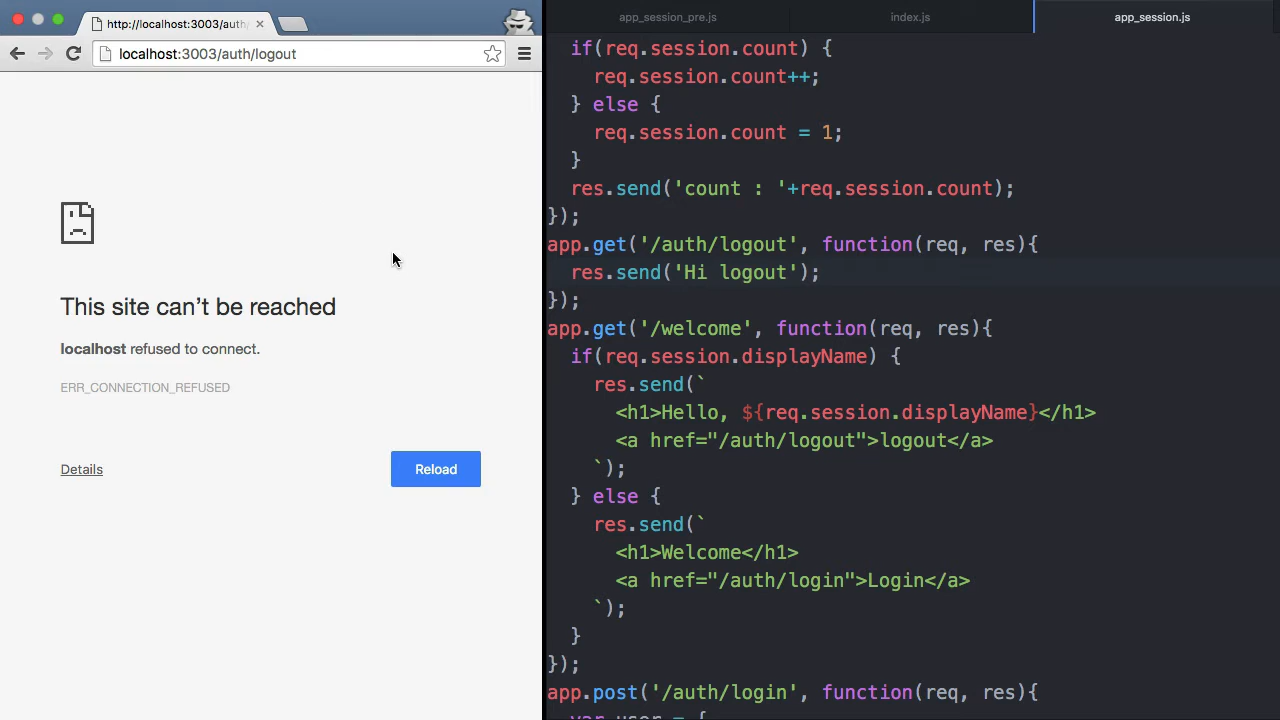 http://localhost:3003/auth/
localhost:3003/auth/logout
This site can’t be reached
localhost refused to connect.
ERR_CONNECTION_REFUSED
Details
Reload
app_session_pre.js
index.js
app_session.js
if(req.session.count) {
req.session.count++;
} else {
req.session.count = 1;
}
res.send('count : '+req.session.count);
});
app.get('/auth/logout', function(req, res){
res.send('Hi logout');
});
app.get('/welcome', function(req, res){
if(req.session.displayName) {
res.send(`
<h1>Hello, ${req.session.displayName}</h1>
<a href="/auth/logout">logout</a>
`);
} else {
res.send(`
<h1>Welcome</h1>
<a href="/auth/login">Login</a>
`);
}
});
app.post('/auth/login', function(req, res){
var user = {